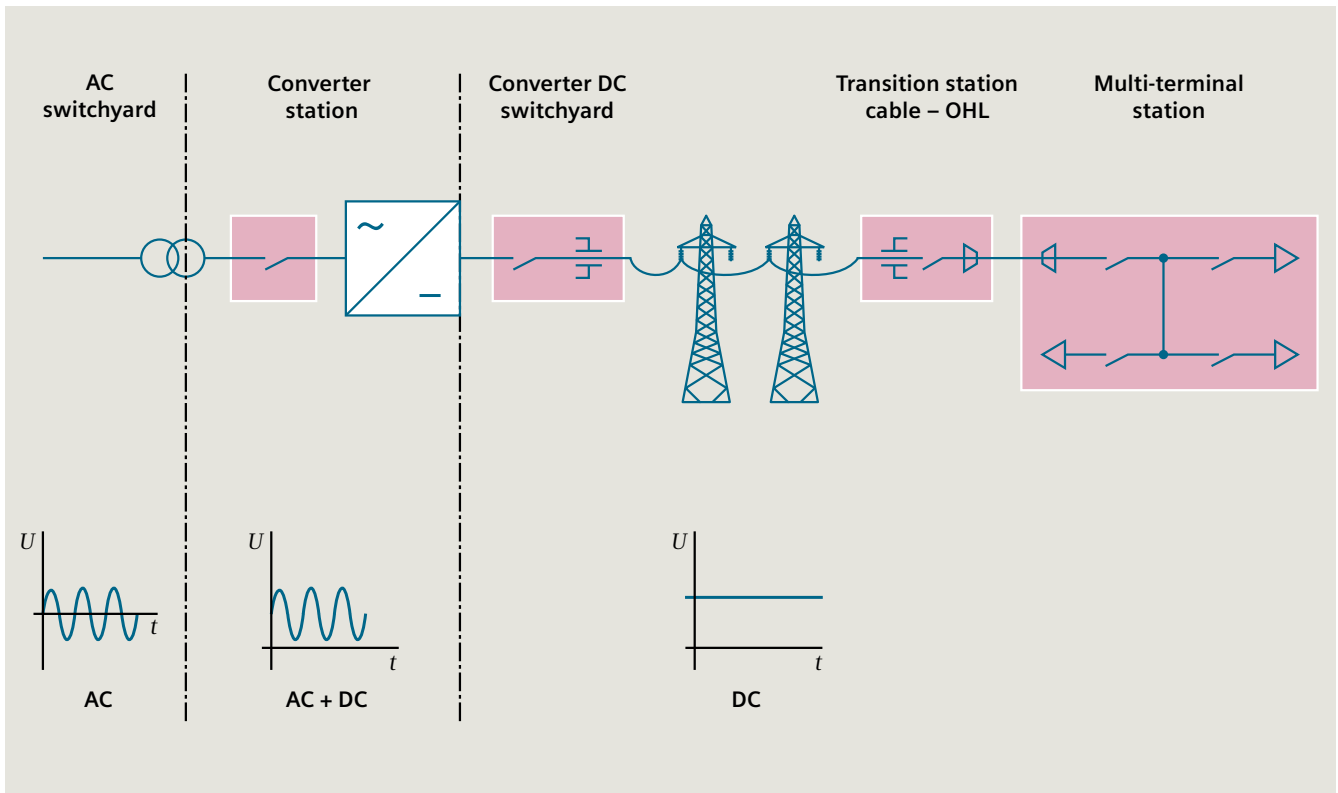 AC
switchyard
Converter
station
Converter DC
switchyard
Transition station
cable – OHL
Multi-terminal
station
~
–
U
t
AC
U
t
AC + DC
U
t
DC